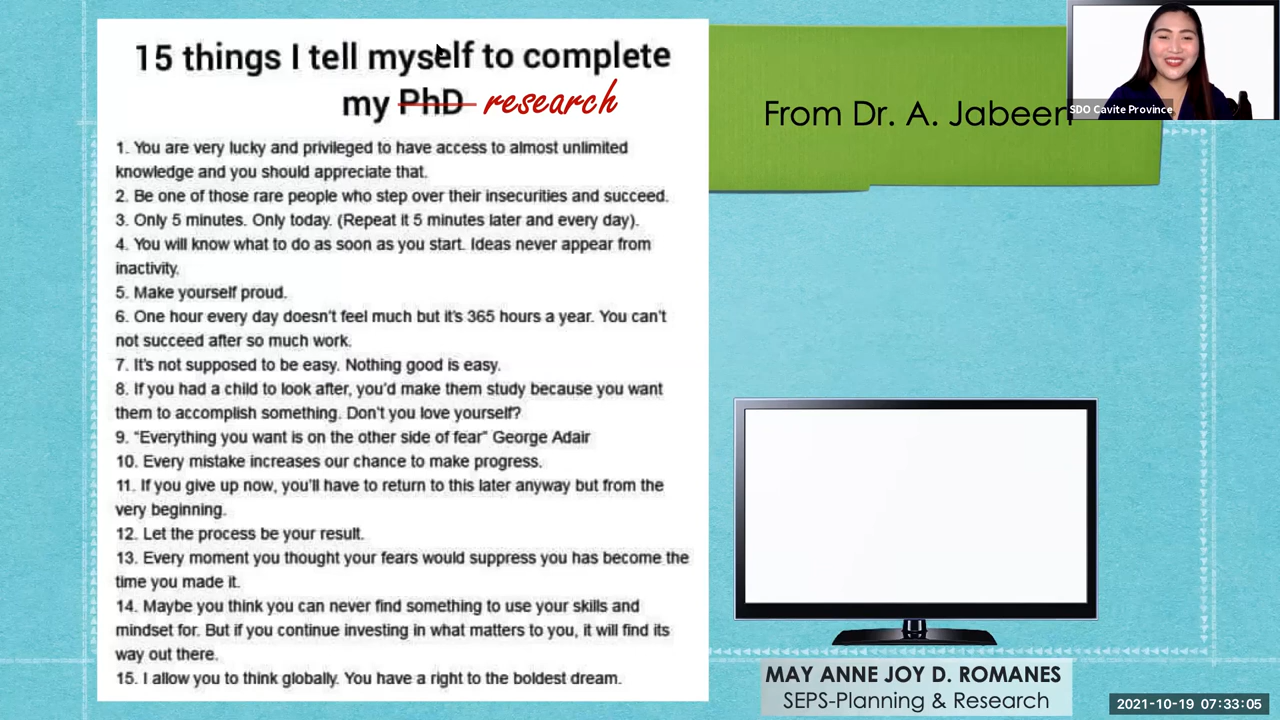 15 things I tell myself to complete
my PhD research
1. You are very lucky and privileged to have access to almost unlimited
knowledge and you should appreciate that.
2. Be one of those rare people who step over their insecurities and succeed.
3. Only 5 minutes. Only today. (Repeat it 5 minutes later and every day).
4. You will know what to do as soon as you start. Ideas never appear from
inactivity.
5. Make yourself proud.
6. One hour every day doesn't feel much but it's 365 hours a year. You can't
not succeed after so much work.
7. It's not supposed to be easy. Nothing good is easy.
8. If you had a child to look after, you'd make them study because you want
them to accomplish something. Don't you love yourself?
9. "Everything you want is on the other side of fear" George Adair
10. Every mistake increases our chance to make progress.
11. If you give up now, you'll have to return to this later anyway but from the
very beginning.
12. Let the process be your result.
13. Every moment you thought your fears would suppress you has become the
time you made it.
14. Maybe you think you can never find something to use your skills and
mindset for. But if you continue investing in what matters to you, it will find its
way out there.
15. I allow you to think globally. You have a right to the boldest dream.
From Dr. A. Jabeen
SDO Cavite Province
MAY ANNE JOY D. ROMANES
SEPS-Planning & Research
2021-10-19 07:33:05